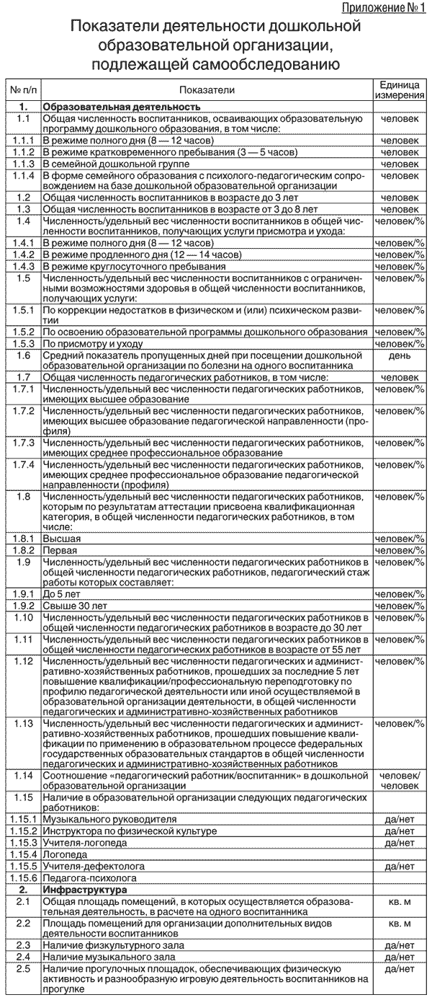 Приложение № 1
Показатели деятельности дошкольной
образовательной организации,
подлежащей самообследованию
№ п/п Показатели Единица
измерения
1. Образовательная деятельность
1.1 Общая численность воспитанников, осваивающих образовательную человек
программу дошкольного образования, в том числе:
1.1.1 В режиме полного дня (8 — 12 часов) человек
1.1.2 В режиме кратковременного пребывания (3 — 5 часов) человек
1.1.3 В семейной дошкольной группе человек
1.1.4 В форме семейного образования с психолого-педагогическим сопро- человек
вождением на базе дошкольной образовательной организации
1.2 Общая численность воспитанников в возрасте до 3 лет человек
1.3 Общая численность воспитанников в возрасте от 3 до 8 лет человек
1.4 Численность/удельный вес численности воспитанников в общей чис- человек/%
ленности воспитанников, получающих услуги присмотра и ухода:
1.4.1 В режиме полного дня (8 — 12 часов) человек/%
1.4.2 В режиме продленного дня (12 — 14 часов) человек/%
1.4.3 В режиме круглосуточного пребывания человек/%
1.5 Численность/удельный вес численности воспитанников с ограничен- человек/%
ными возможностями здоровья в общей численности воспитанников,
получающих услуги:
1.5.1 По коррекции недостатков в физическом и (или) психическом разви- человек/%
тии
1.5.2 По освоению образовательной программы дошкольного образования человек/%
1.5.3 По присмотру и уходу человек/%
1.6 Средний показатель пропущенных дней при посещении дошкольной день
образовательной организации по болезни на одного воспитанника
1.7 Общая численность педагогических работников, в том числе: человек
1.7.1 Численность/удельный вес численности педагогических работников, человек/%
имеющих высшее образование
1.7.2 Численность/удельный вес численности педагогических работников, человек/%
имеющих высшее образование педагогической направленности (про-
филя)
1.7.3 Численность/удельный вес численности педагогических работников, человек/%
имеющих среднее профессиональное образование
1.7.4 Численность/удельный вес численности педагогических работников, человек/%
имеющих среднее профессиональное образование педагогической
направленности (профиля)
1.8 Численность/удельный вес численности педагогических работников, человек/%
которым по результатам аттестации присвоена квалификационная
категория, в общей численности педагогических работников, в том
числе:
1.8.1 Высшая человек/%
1.8.2 Первая человек/%
1.9 Численность/удельный вес численности педагогических работников в человек/%
общей численности педагогических работников, педагогический стаж
работы которых составляет:
1.9.1 До 5 лет человек/%
1.9.2 Свыше 30 лет человек/%
1.10 Численность/удельный вес численности педагогических работников в человек/%
общей численности педагогических работников в возрасте до 30 лет
1.11 Численность/удельный вес численности педагогических работников в человек/%
общей численности педагогических работников в возрасте от 55 лет
1.12 Численность/удельный вес численности педагогических и админист- человек/%
ративно-хозяйственных работников, прошедших за последние 5 лет
повышение квалификации/профессиональную переподготовку по
профилю педагогической деятельности или иной осуществляемой в
образовательной организации деятельности, в общей численности
педагогических и административно-хозяйственных работников
1.13 Численность/удельный вес численности педагогических и админист- человек/%
ративно-хозяйственных работников, прошедших повышение квали-
фикации по применению в образовательном процессе федеральных
государственных образовательных стандартов в общей численности
педагогических и административно-хозяйственных работников
1.14 Соотношение «педагогический работник/воспитанник» в дошкольной человек/
образовательной организации человек
1.15 Наличие в образовательной организации следующих педагогических
работников:
1.15.1 Музыкального руководителя да/нет
1.15.2 Инструктора по физической культуре да/нет
1.15.3 Учителя-логопеда да/нет
1.15.4 Логопеда
1.15.5 Учителя-дефектолога да/нет
1.15.6 Педагога-психолога
2. Инфраструктура
2.1 Общая площадь помещений, в которых осуществляется образова- кв. м
тельная деятельность, в расчете на одного воспитанника
2.2 Площадь помещений для организации дополнительных видов кв. м
деятельности воспитанников
2.3 Наличие физкультурного зала да/нет
2.4 Наличие музыкального зала да/нет
2.5 Наличие прогулочных площадок, обеспечивающих физическую да/нет
активность и разнообразную игровую деятельность воспитанников на
прогулке